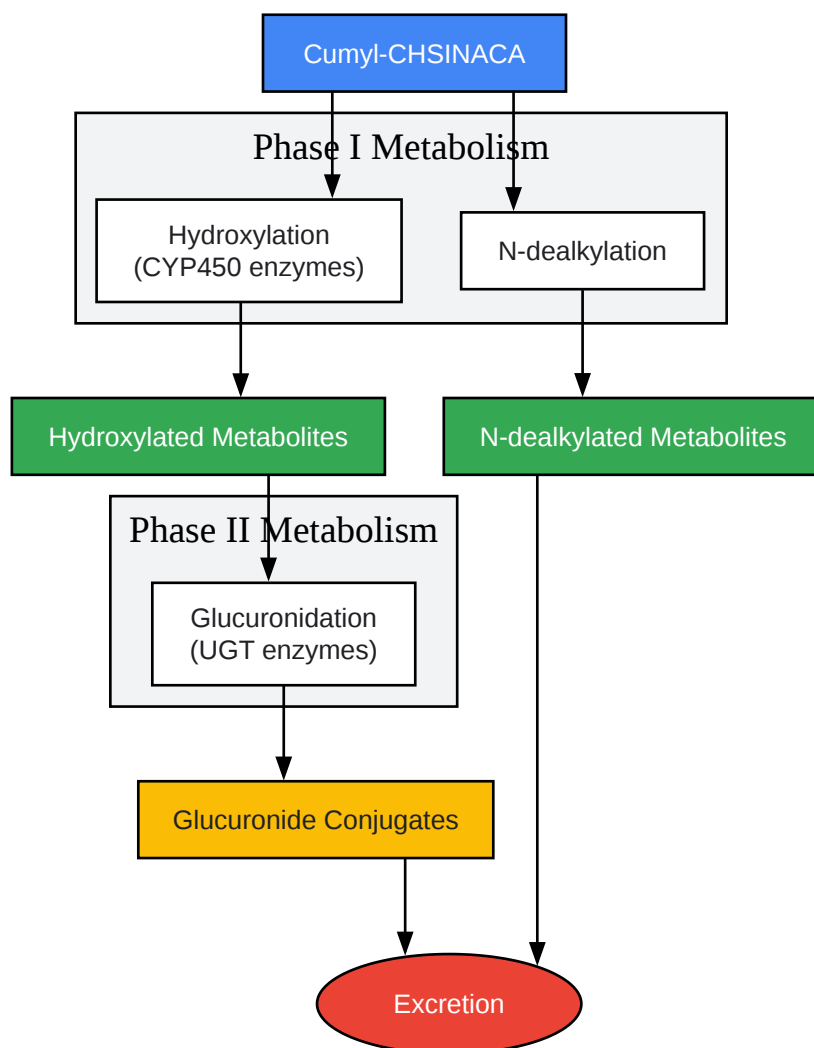 Cumyl-CHSINACA
Phase I Metabolism
Hydroxylation
(CYP450 enzymes)
N-dealkylation
Hydroxylated Metabolites
N-dealkylated Metabolites
Phase II Metabolism
Glucuronidation
(UGT enzymes)
Glucuronide Conjugates
Excretion